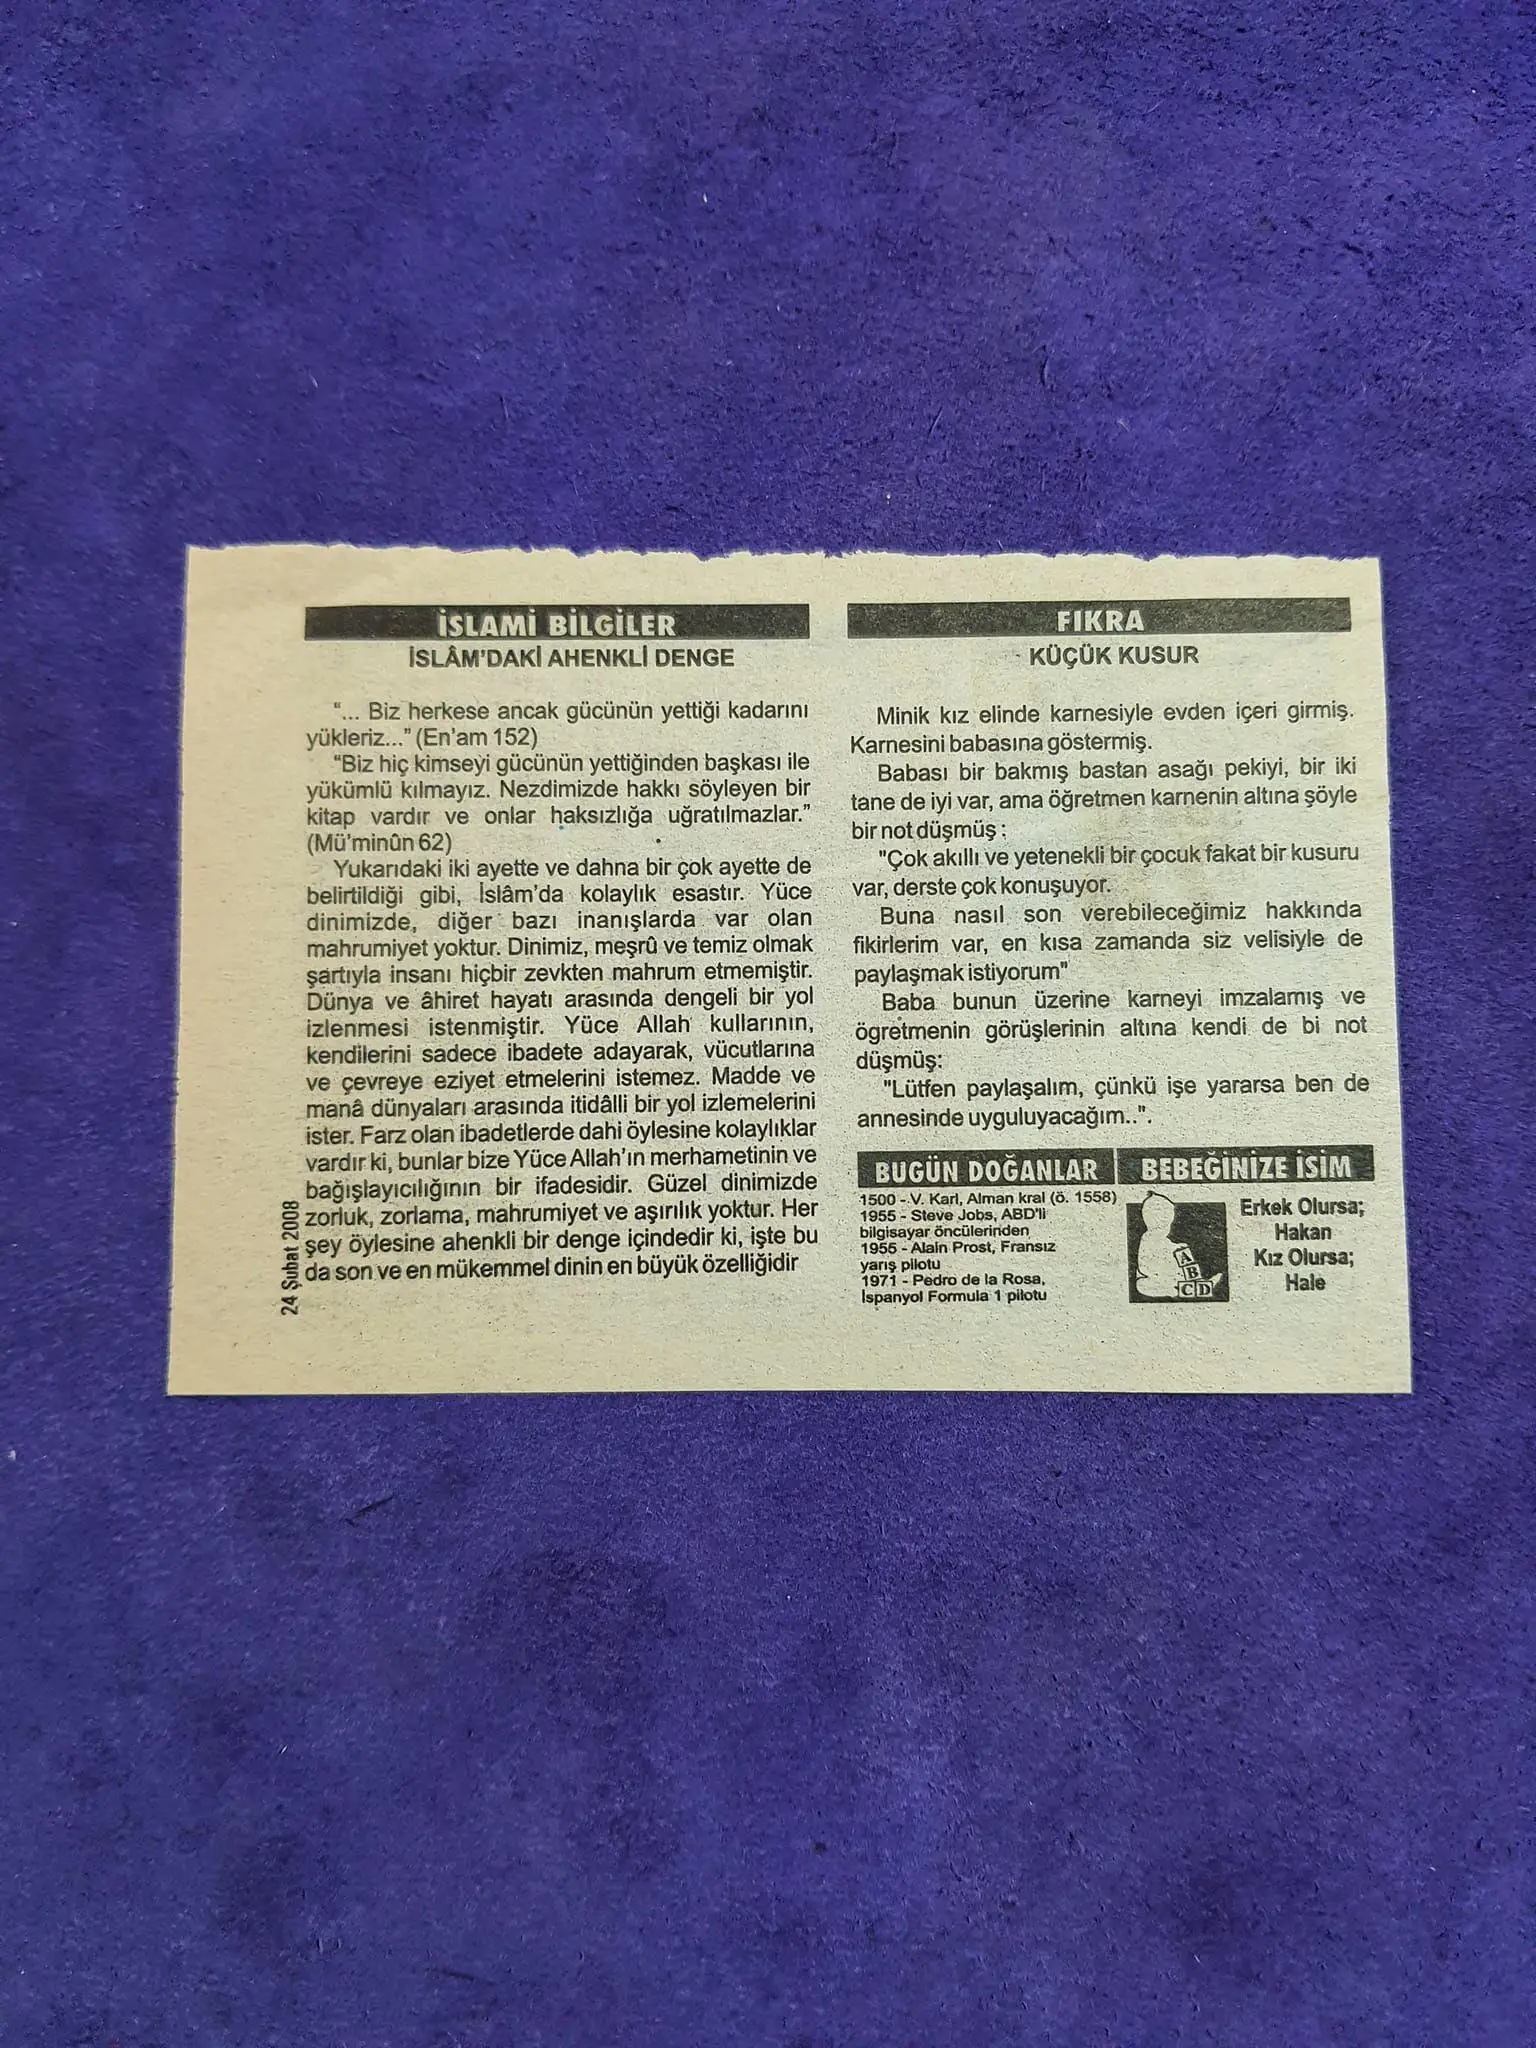 İSLAMİ BİLGİLER
İSLÂM'DAKİ AHENKLİ DENGE
"... Biz herkese ancak gücünün yettiği kadarını
yükleriz..." (En'am 152)
"Biz hiç kimseyi gücünün yettiğinden başkası ile
yükümlü kılmayız. Nezdimizde hakkı söyleyen bir
kitap vardır ve onlar haksızlığa uğratılmazlar."
(Mü'minûn 62)
Yukarıdaki iki ayette ve dahna bir çok ayette de
belirtildiği gibi, İslâm'da kolaylık esastır. Yüce
dinimizde, diğer bazı inanışlarda var olan
mahrumiyet yoktur. Dinimiz, meşrû ve temiz olmak
şartıyla insanı hiçbir zevkten mahrum etmemiştir.
Dünya ve âhiret hayatı arasında dengeli bir yol
izlenmesi istenmiştir. Yüce Allah kullarının,
kendilerini sadece ibadete adayarak, vücutlarına
ve çevreye eziyet etmelerini istemez. Madde ve
manâ dünyaları arasında itidâlli bir yol izlemelerini
ister. Farz olan ibadetlerde dahi öylesine kolaylıklar
vardır ki, bunlar bize Yüce Allah'ın merhametinin ve
bağışlayıcılığının bir ifadesidir. Güzel dinimizde
zorluk, zorlama, mahrumiyet ve aşırılık yoktur. Her
şey öylesine ahenkli bir denge içindedir ki, işte bu
da son ve en mükemmel dinin en büyük özelliğidir
24 Şubat 2008
FIKRA
KÜÇÜK KUSUR
Minik kız elinde karnesiyle evden içeri girmiş.
Karnesini babasına göstermiş.
Babası bir bakmış bastan asağı pekiyi, bir iki
tane de iyi var, ama öğretmen karnenin altına şöyle
bir not düşmüş :
"Çok akıllı ve yetenekli bir çocuk fakat bir kusuru
var, derste çok konuşuyor.
Buna nasıl son verebileceğimiz hakkında
fikirlerim var, en kısa zamanda siz velisiyle de
paylaşmak istiyorum"
Baba bunun üzerine karneyi imzalamış ve
ögretmenin görüşlerinin altına kendi de bi not
düşmüş:
"Lütfen paylaşalım, çünkü işe yararsa ben de
annesinde uyguluyacağım..".
BUGÜN DOĞANLAR
1500 - V. Karl, Alman kral (ö. 1558)
1955 - Steve Jobs, ABD'li
bilgisayar öncülerinden
1955 - Alain Prost, Fransız
yarış pilotu
1971 - Pedro de la Rosa,
İspanyol Formula 1 pilotu
BEBEĞİNİZE İSİM
Erkek Olursa;
Hakan
Kız Olursa;
Hale
A
B
C D